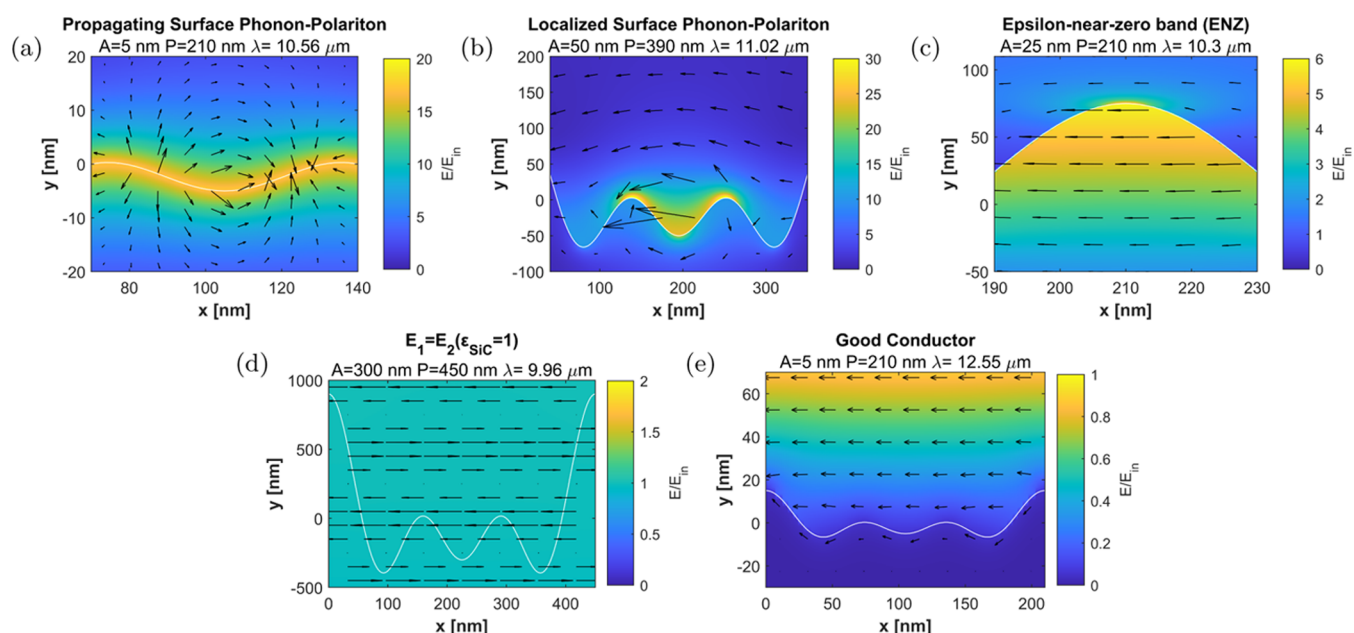 (a)
Propagating Surface Phonon-Polariton
A=5 nm P=210 nm λ= 10.56 μm
20
10
0
-10
-20
y [nm]
80
100
120
140
x [nm]
20
15
10
5
0
E/E_in
(b)
Localized Surface Phonon-Polariton
A=50 nm P=390 nm λ= 11.02 μm
200
150
100
50
0
-50
-100
y [nm]
100
200
300
x [nm]
30
25
20
15
10
5
0
E/E_in
(c)
Epsilon-near-zero band (ENZ)
A=25 nm P=210 nm λ= 10.3 μm
100
50
0
-50
y [nm]
190
200
210
220
230
x [nm]
6
5
4
3
2
1
0
E/E_in
(d)
E_1=E_2(ε_SiC=1)
A=300 nm P=450 nm λ= 9.96 μm
1000
500
0
-500
y [nm]
0
100
200
300
400
x [nm]
2
1.5
1
0.5
0
E/E_in
(e)
Good Conductor
A=5 nm P=210 nm λ= 12.55 μm
60
40
20
0
-20
y [nm]
0
50
100
150
200
x [nm]
1
0.8
0.6
0.4
0.2
0
E/E_in